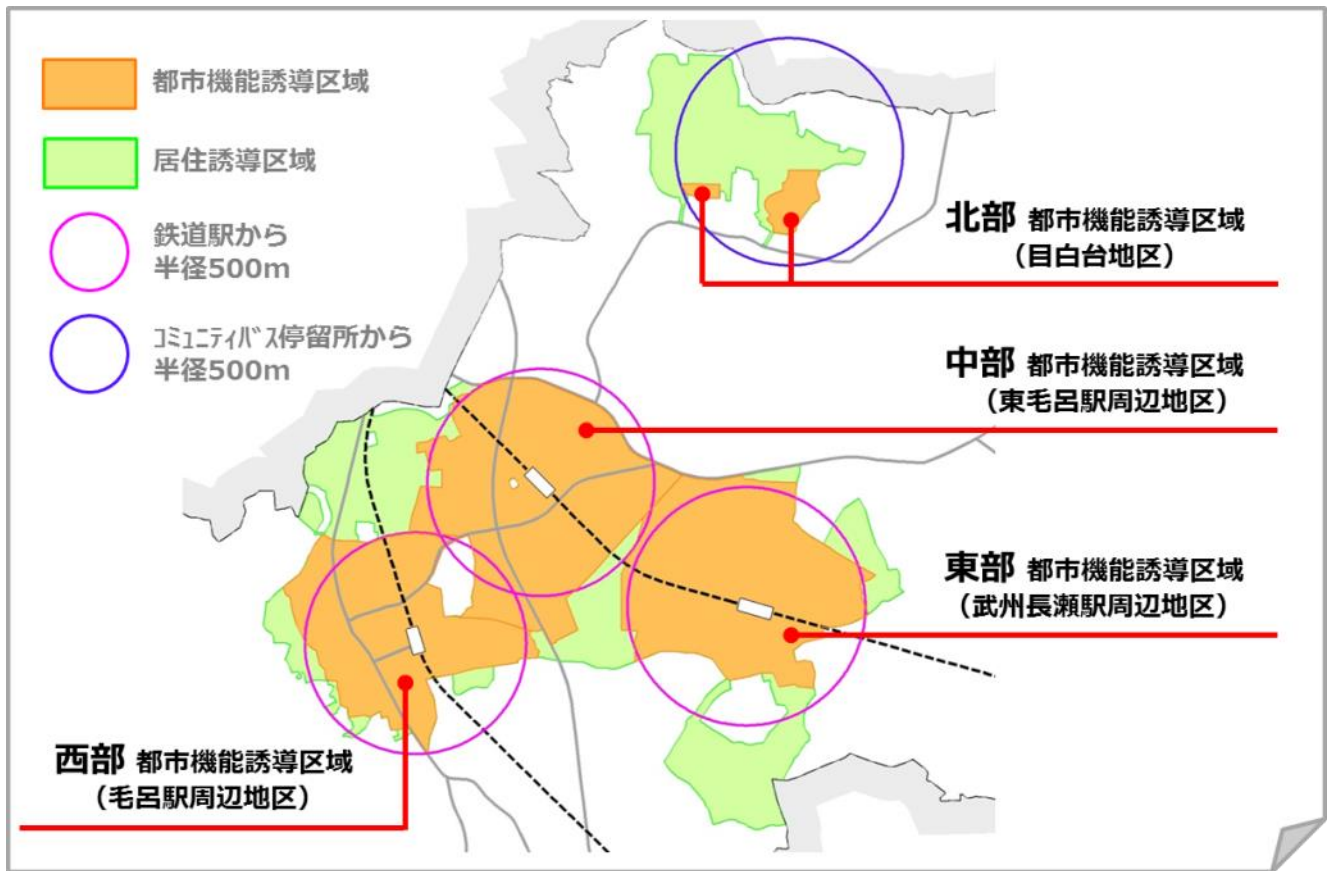 都市機能誘導区域
居住誘導区域
鉄道駅から
半径500m
ｺﾐｭﾆﾃｨﾊﾞｽ停留所から
半径500m
北部 都市機能誘導区域
（目白台地区）
中部 都市機能誘導区域
（東毛呂駅周辺地区）
東部 都市機能誘導区域
（武州長瀬駅周辺地区）
西部 都市機能誘導区域
（毛呂駅周辺地区）